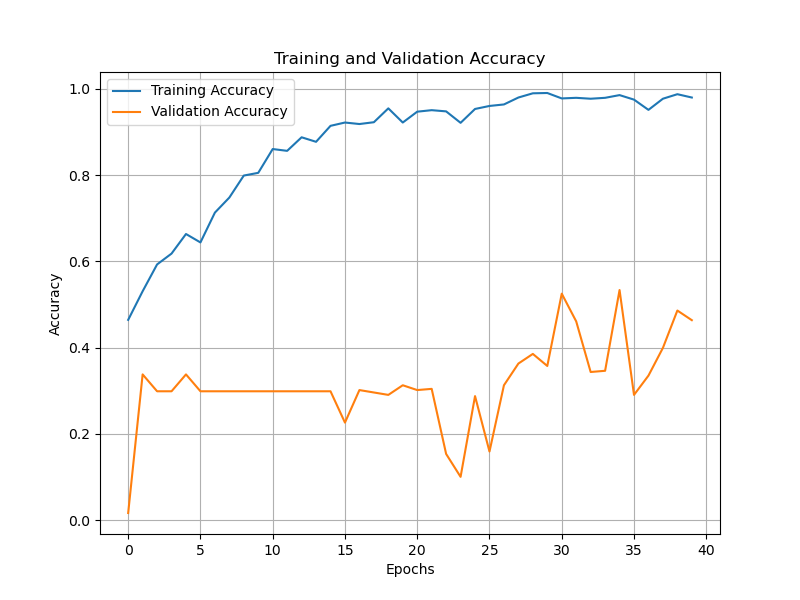 Training and Validation Accuracy
Training Accuracy
Validation Accuracy
Accuracy
1.0
0.8
0.6
0.4
0.2
0.0
0 5 10 15 20 25 30 35 40
Epochs